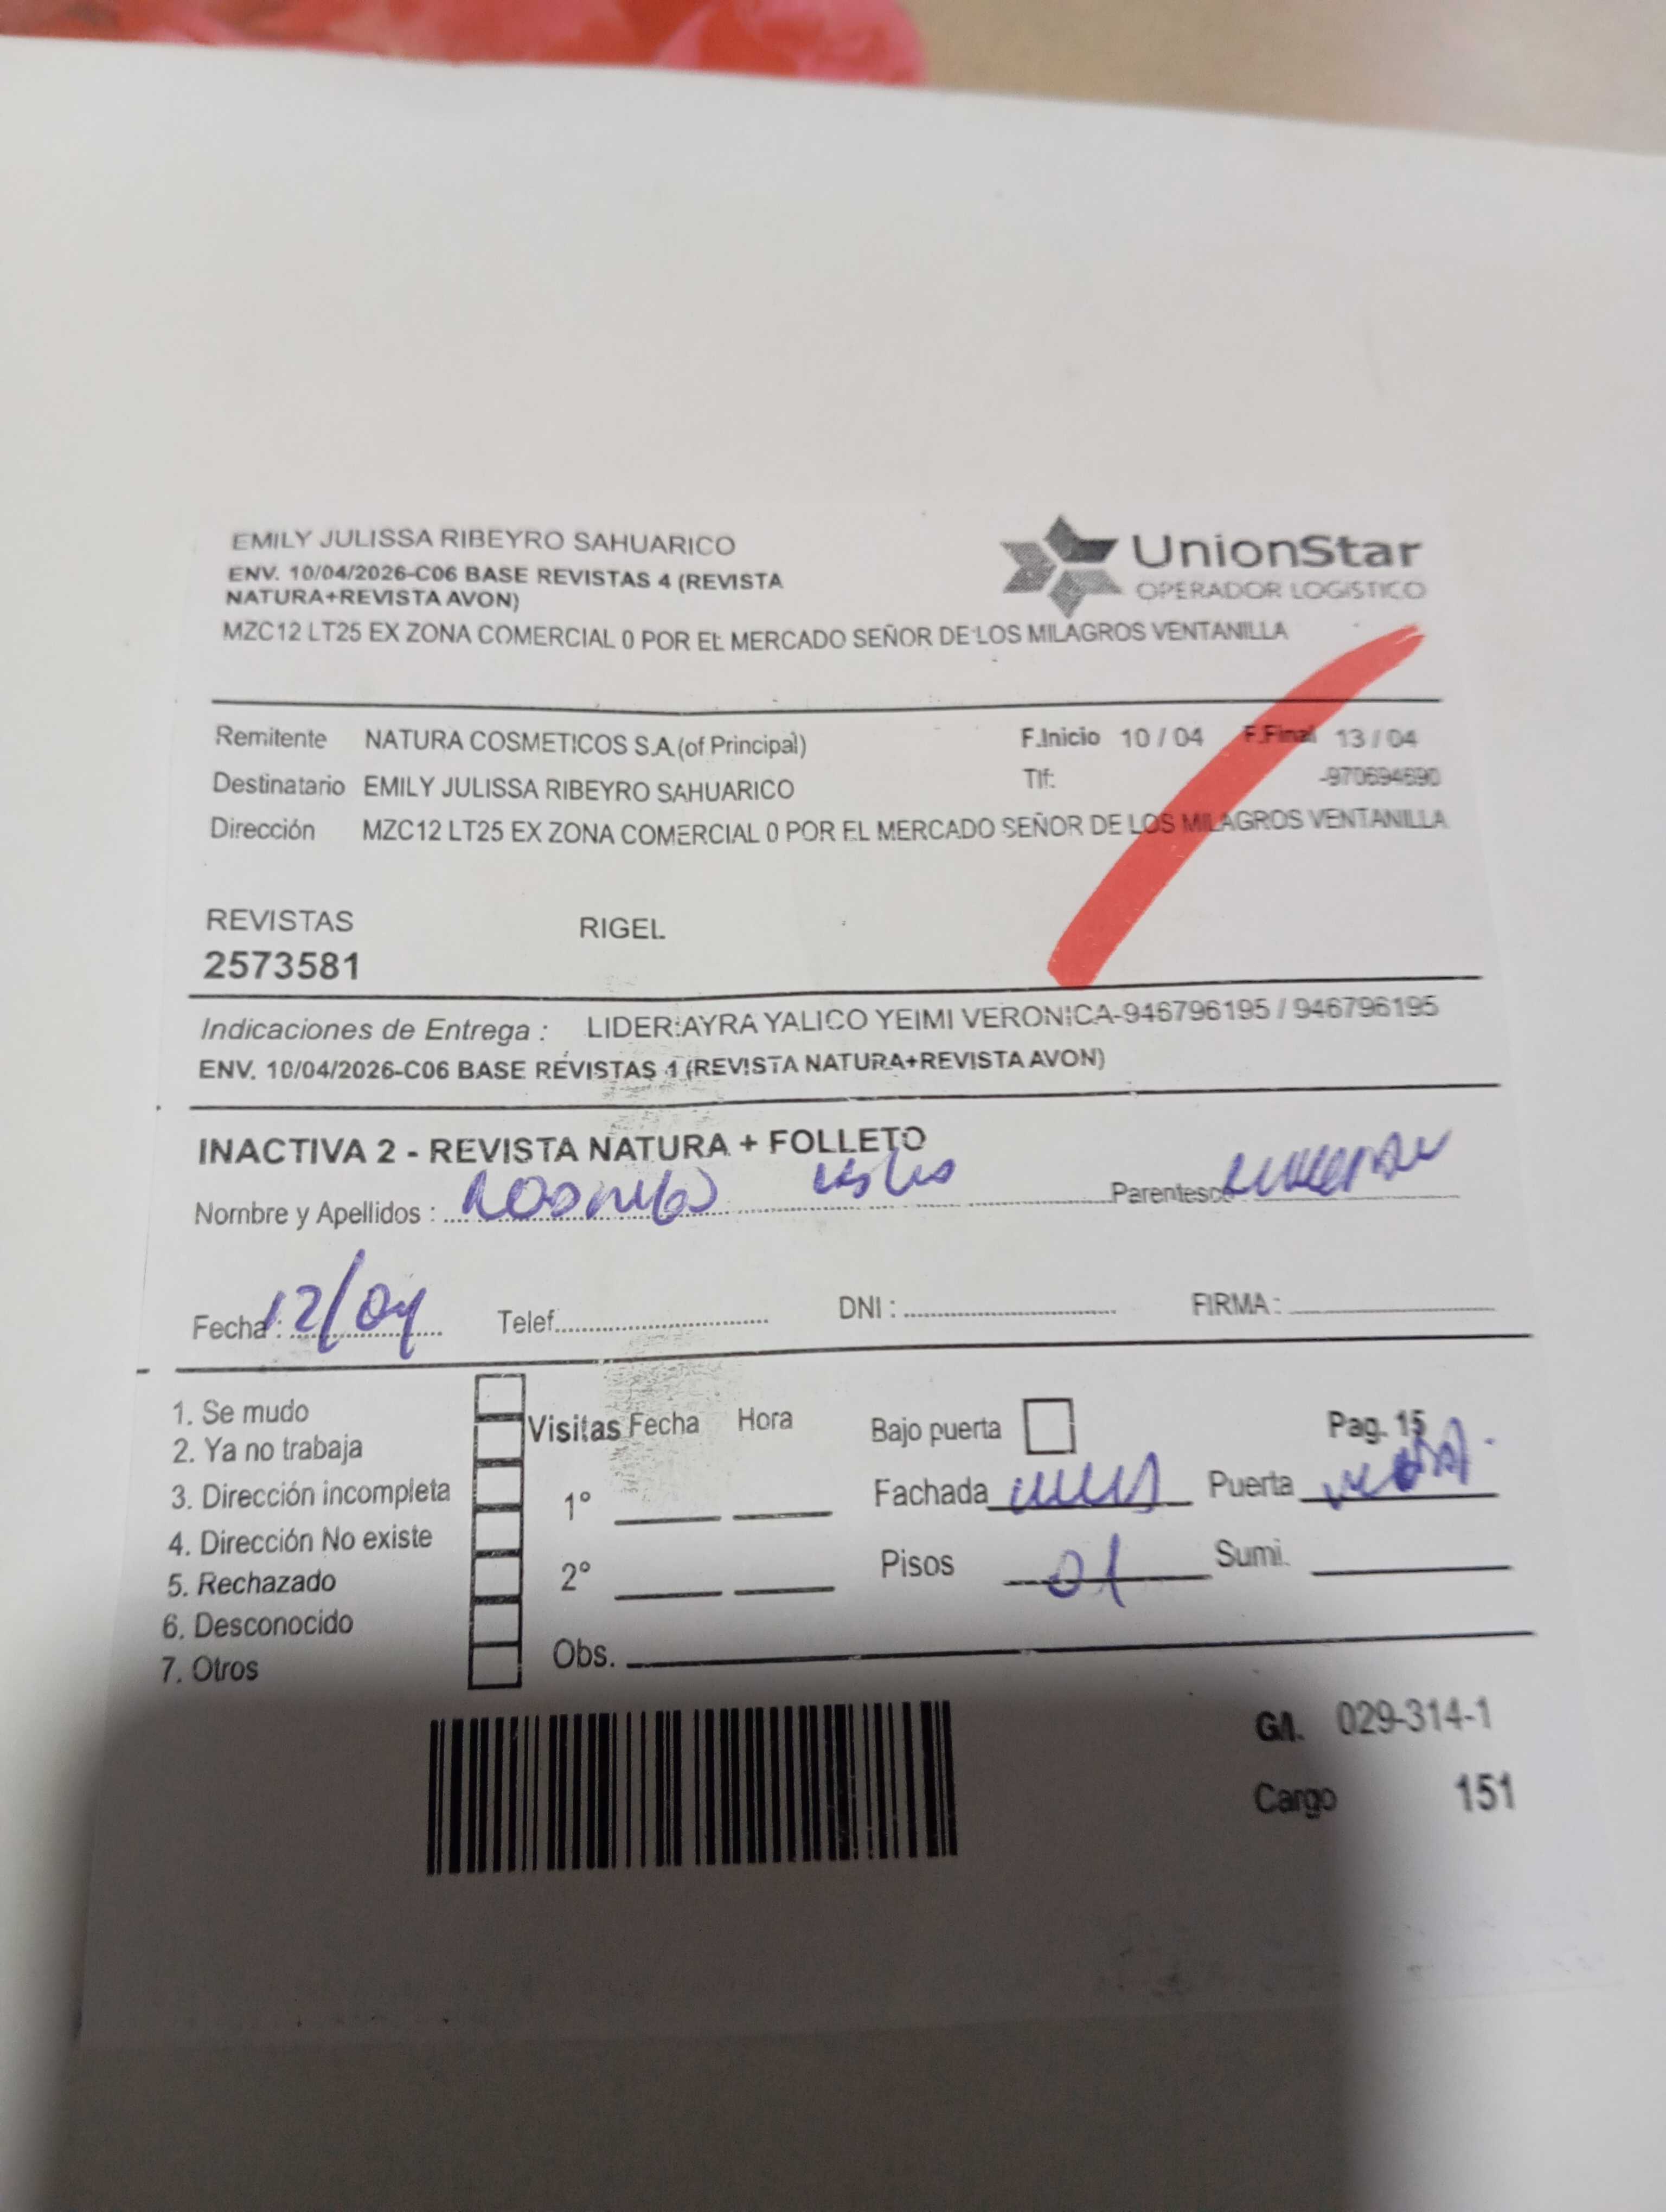 EMILY JULISSA RIBEYRO SAHUARICO
ENV. 10/04/2026-C06 BASE REVISTAS 4 (REVISTA
NATURA+REVISTA AVON)
MZC12 LT25 EX ZONA COMERCIAL 0 POR EL MERCADO SEÑOR DE LOS MILAGROS VENTANILLA
UnionStar
OPERADOR LOGISTICO
Remitente NATURA COSMETICOS S.A.(of Principal) F.Inicio 10 / 04 F.Final 13 / 04
Destinatario EMILY JULISSA RIBEYRO SAHUARICO Tlf: -970694690
Dirección MZC12 LT25 EX ZONA COMERCIAL 0 POR EL MERCADO SEÑOR DE LOS MILAGROS VENTANILLA
REVISTAS RIGEL
2573581
Indicaciones de Entrega : LIDER:AYRA YALICO YEIMI VERONICA-946796195 / 946796195
ENV. 10/04/2026-C06 BASE REVISTAS 1 (REVISTA NATURA+REVISTA AVON)
INACTIVA 2 - REVISTA NATURA + FOLLETO
Nombre y Apellidos : Parentesco
Fecha : 12/04 Telef. DNI : FIRMA :
1. Se mudo
2. Ya no trabaja
3. Dirección incompleta
4. Dirección No existe
5. Rechazado
6. Desconocido
7. Otros
Visitas Fecha Hora
1°
2°
Obs.
Bajo puerta Pag. 15
Fachada Puerta
Pisos 01 Sumi.
G/I. 029-314-1
Cargo 151